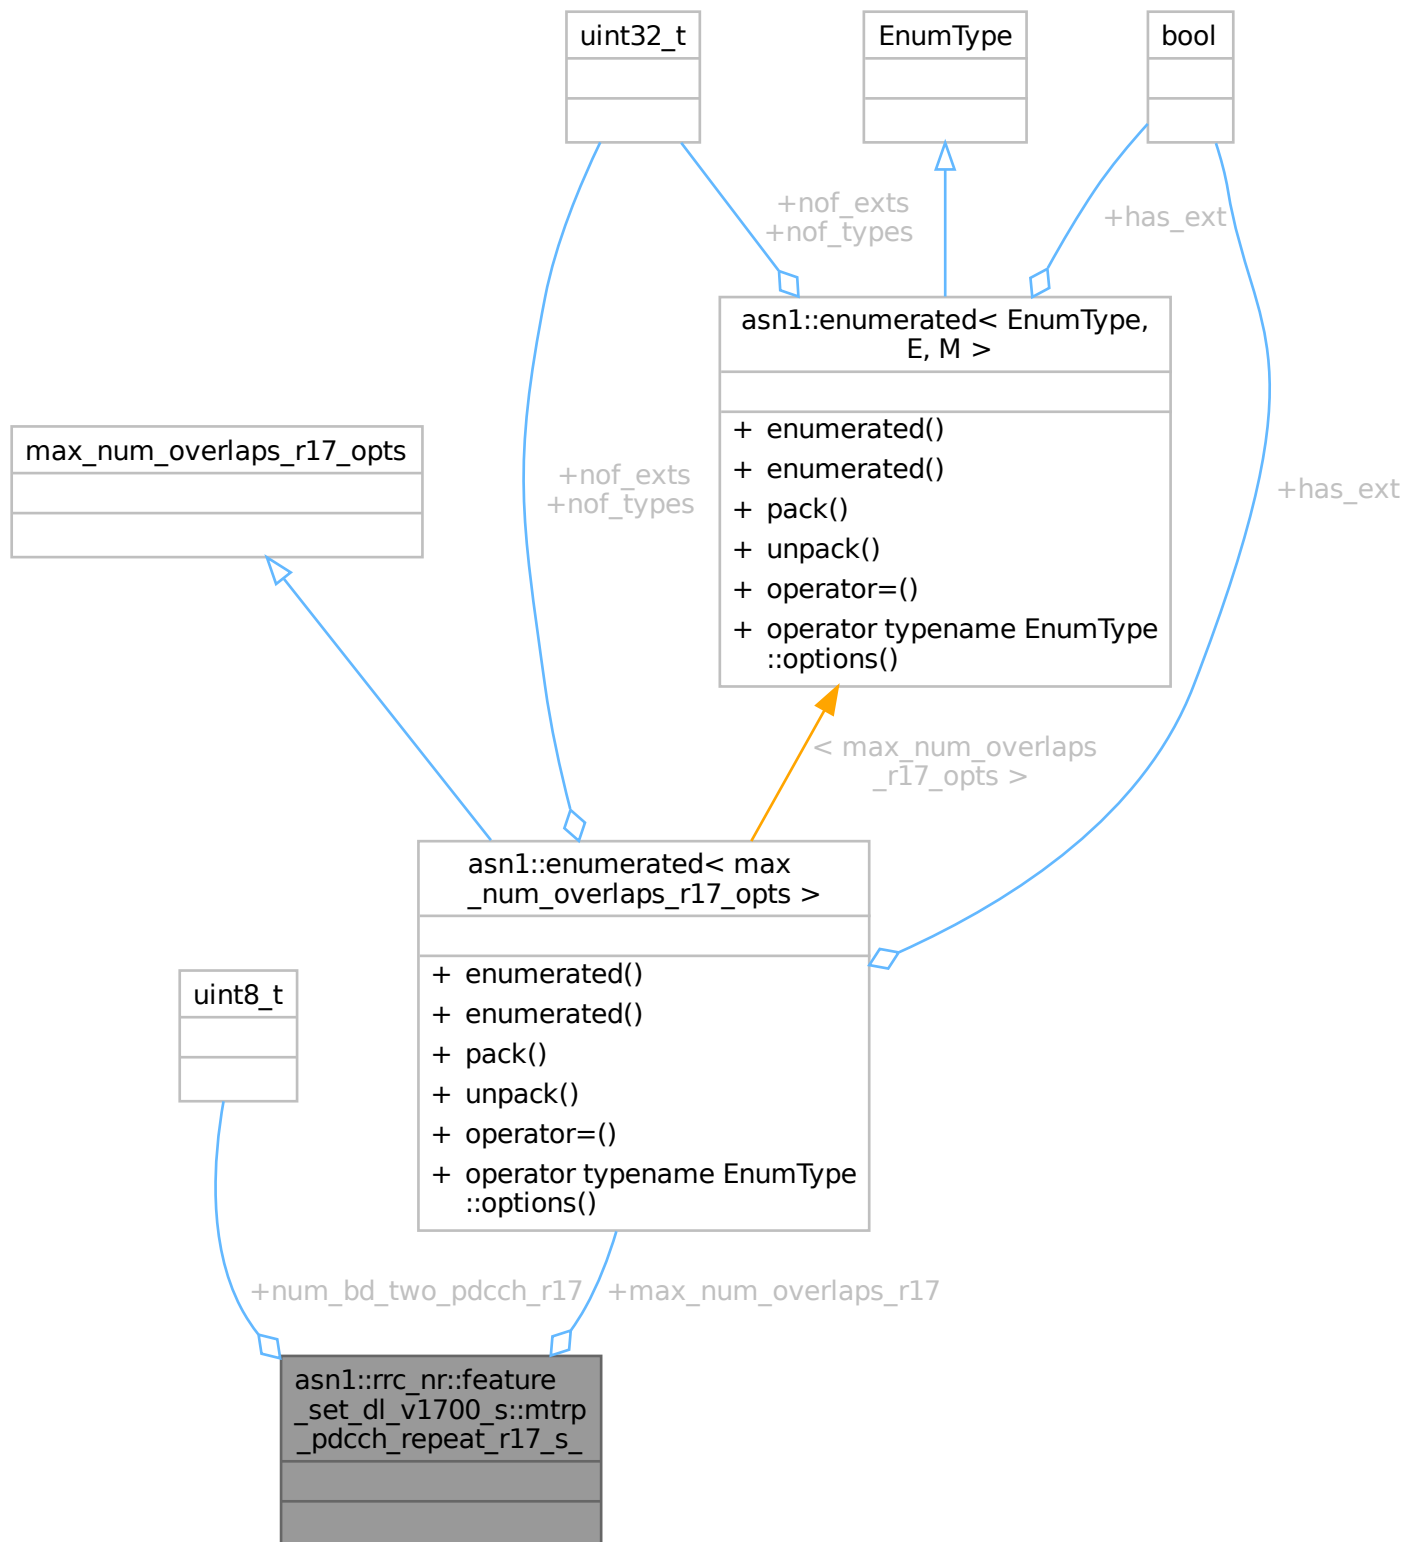 uint32_t
EnumType
bool
+nof_exts
+nof_types
+has_ext
asn1::enumerated< EnumType,
E, M >
+ enumerated()
+ enumerated()
+ pack()
+ unpack()
+ operator=()
+ operator typename EnumType
::options()
max_num_overlaps_r17_opts
+nof_exts
+nof_types
+has_ext
< max_num_overlaps
_r17_opts >
asn1::enumerated< max
_num_overlaps_r17_opts >
+ enumerated()
+ enumerated()
+ pack()
+ unpack()
+ operator=()
+ operator typename EnumType
::options()
uint8_t
+num_bd_two_pdcch_r17
+max_num_overlaps_r17
asn1::rrc_nr::feature
_set_dl_v1700_s::mtrp
_pdcch_repeat_r17_s_